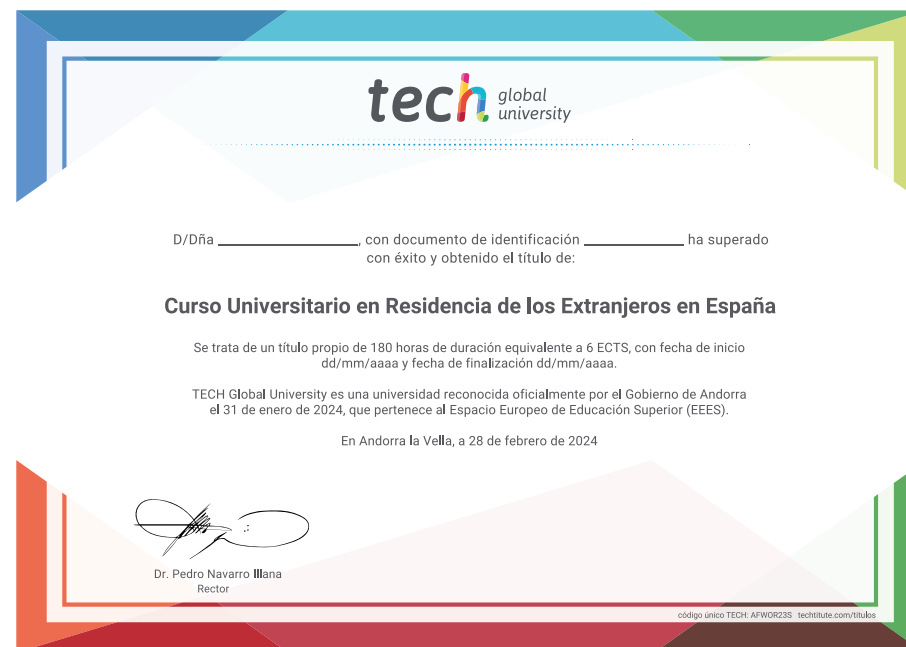 tech global university
D/Dña ____________, con documento de identificación ____________ ha superado
con éxito y obtenido el título de:
Curso Universitario en Residencia de los Extranjeros en España
Se trata de un título propio de 180 horas de duración equivalente a 6 ECTS, con fecha de inicio
dd/mm/aaaa y fecha de finalización dd/mm/aaaa.
TECH Global University es una universidad reconocida oficialmente por el Gobierno de Andorra
el 31 de enero de 2024, que pertenece al Espacio Europeo de Educación Superior (EEES).
En Andorra la Vella, a 28 de febrero de 2024
Dr. Pedro Navarro Illana
Rector
código único TECH: AFWOR23S techtitute.com/titulos